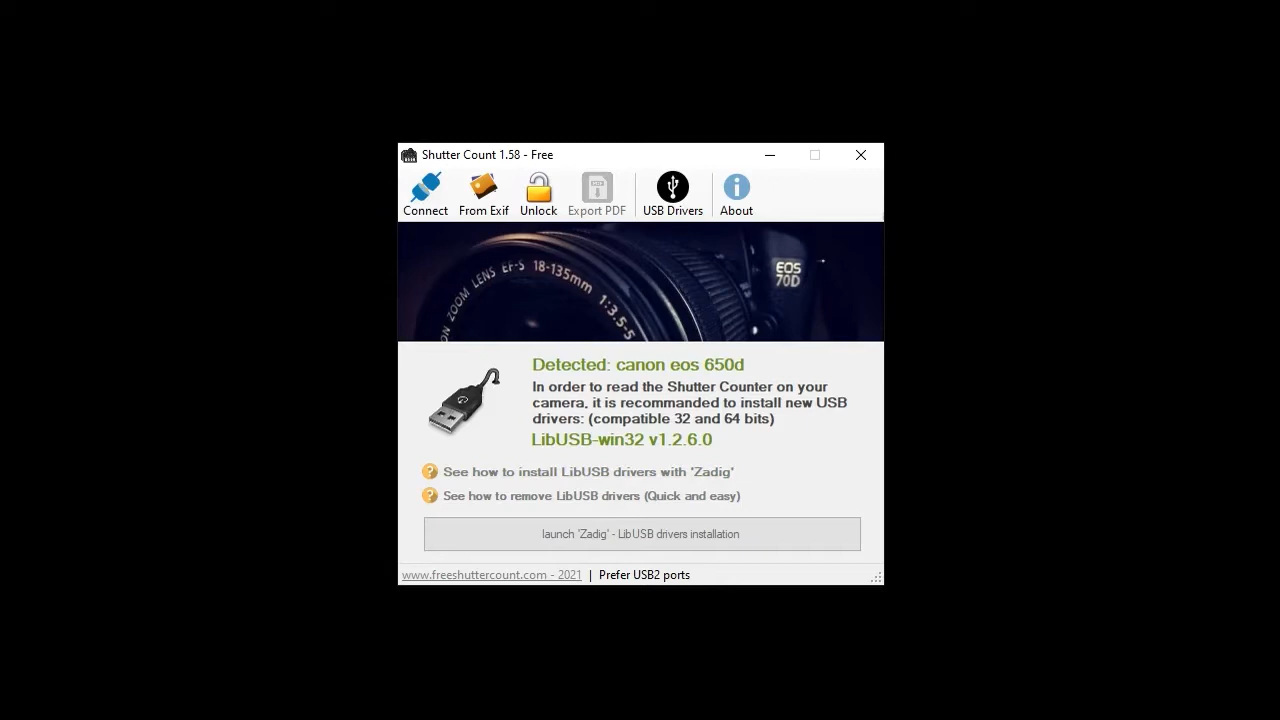 Shutter Count 1.58 - Free
Connect From Exif Unlock Export PDF USB Drivers About
ZOOM LENS EF-S 18-135mm 1:3.5-5
EOS
70D
Detected: canon eos 650d
In order to read the Shutter Counter on your
camera, it is recommanded to install new USB
drivers: (compatible 32 and 64 bits)
LibUSB-win32 v1.2.6.0
See how to install LibUSB drivers with 'Zadig'
See how to remove LibUSB drivers (Quick and easy)
launch 'Zadig' - LibUSB drivers installation
www.freeshuttercount.com - 2021 | Prefer USB2 ports